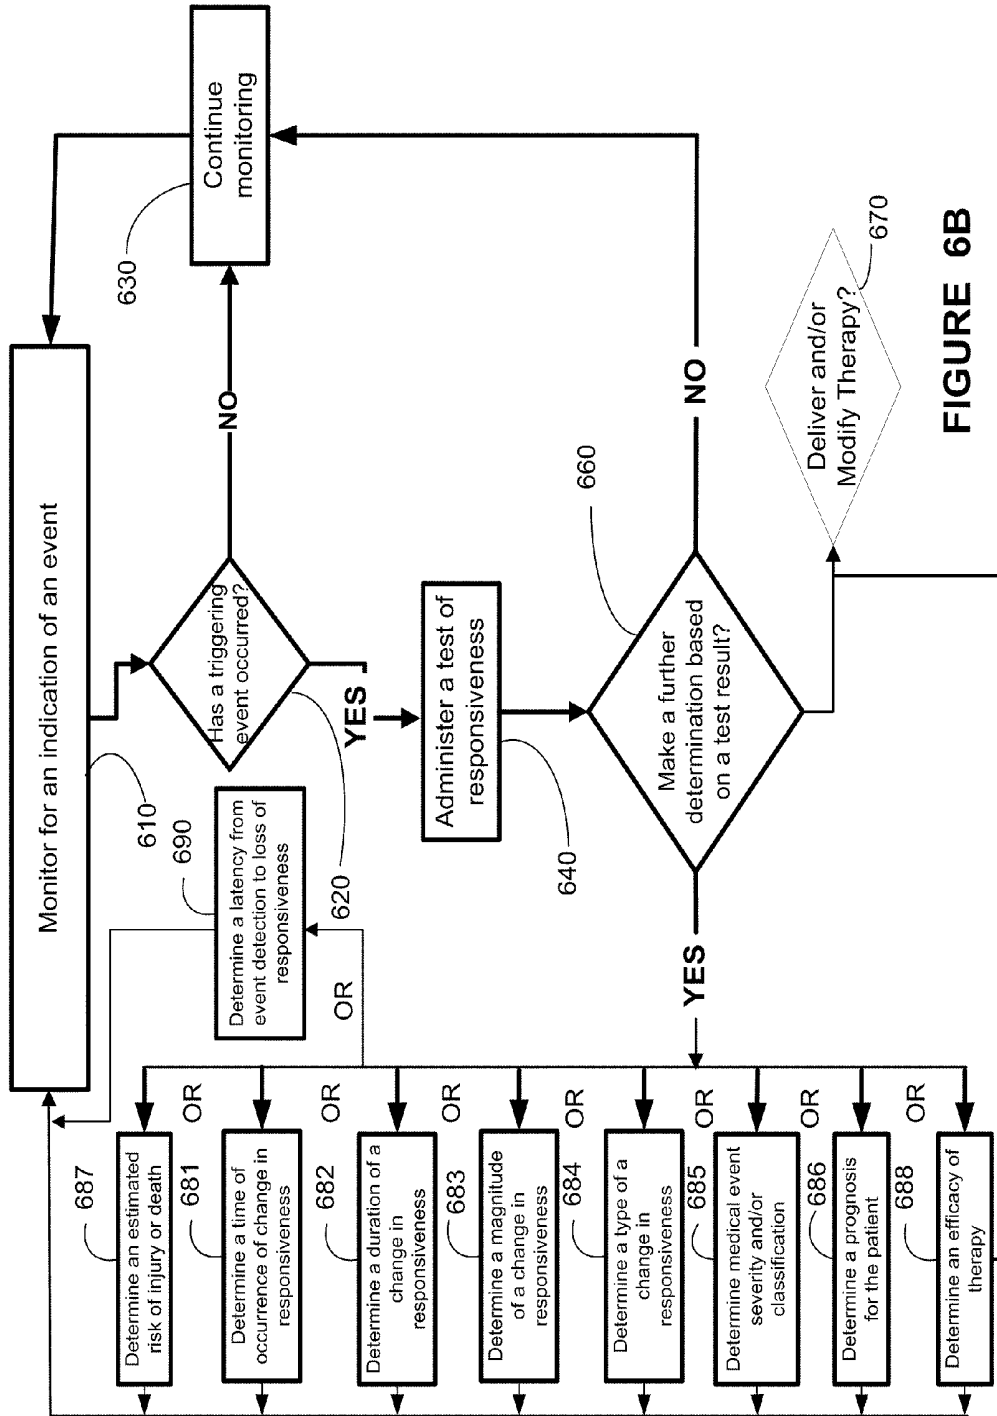 Monitor for an indication of an event
610
Has a triggering
event occurred?
620
NO
Continue
monitoring
630
YES
Administer a test of
responsiveness
640
Make a further
determination based
on a test result?
660
NO
YES
Deliver and/or
Modify Therapy?
670
Determine a latency from
event detection to loss of
responsiveness
690
OR
Determine an estimated
risk of injury or death
687
OR
Determine a time of
occurrence of change in
responsiveness
681
OR
Determine a duration of a
change in
responsiveness
682
OR
Determine a magnitude
of a change in
responsiveness
683
OR
Determine a type of a
change in
responsiveness
684
OR
Determine medical event
severity and/or
classification
685
OR
Determine a prognosis
for the patient
686
OR
Determine an efficacy of
therapy
688
FIGURE 6B